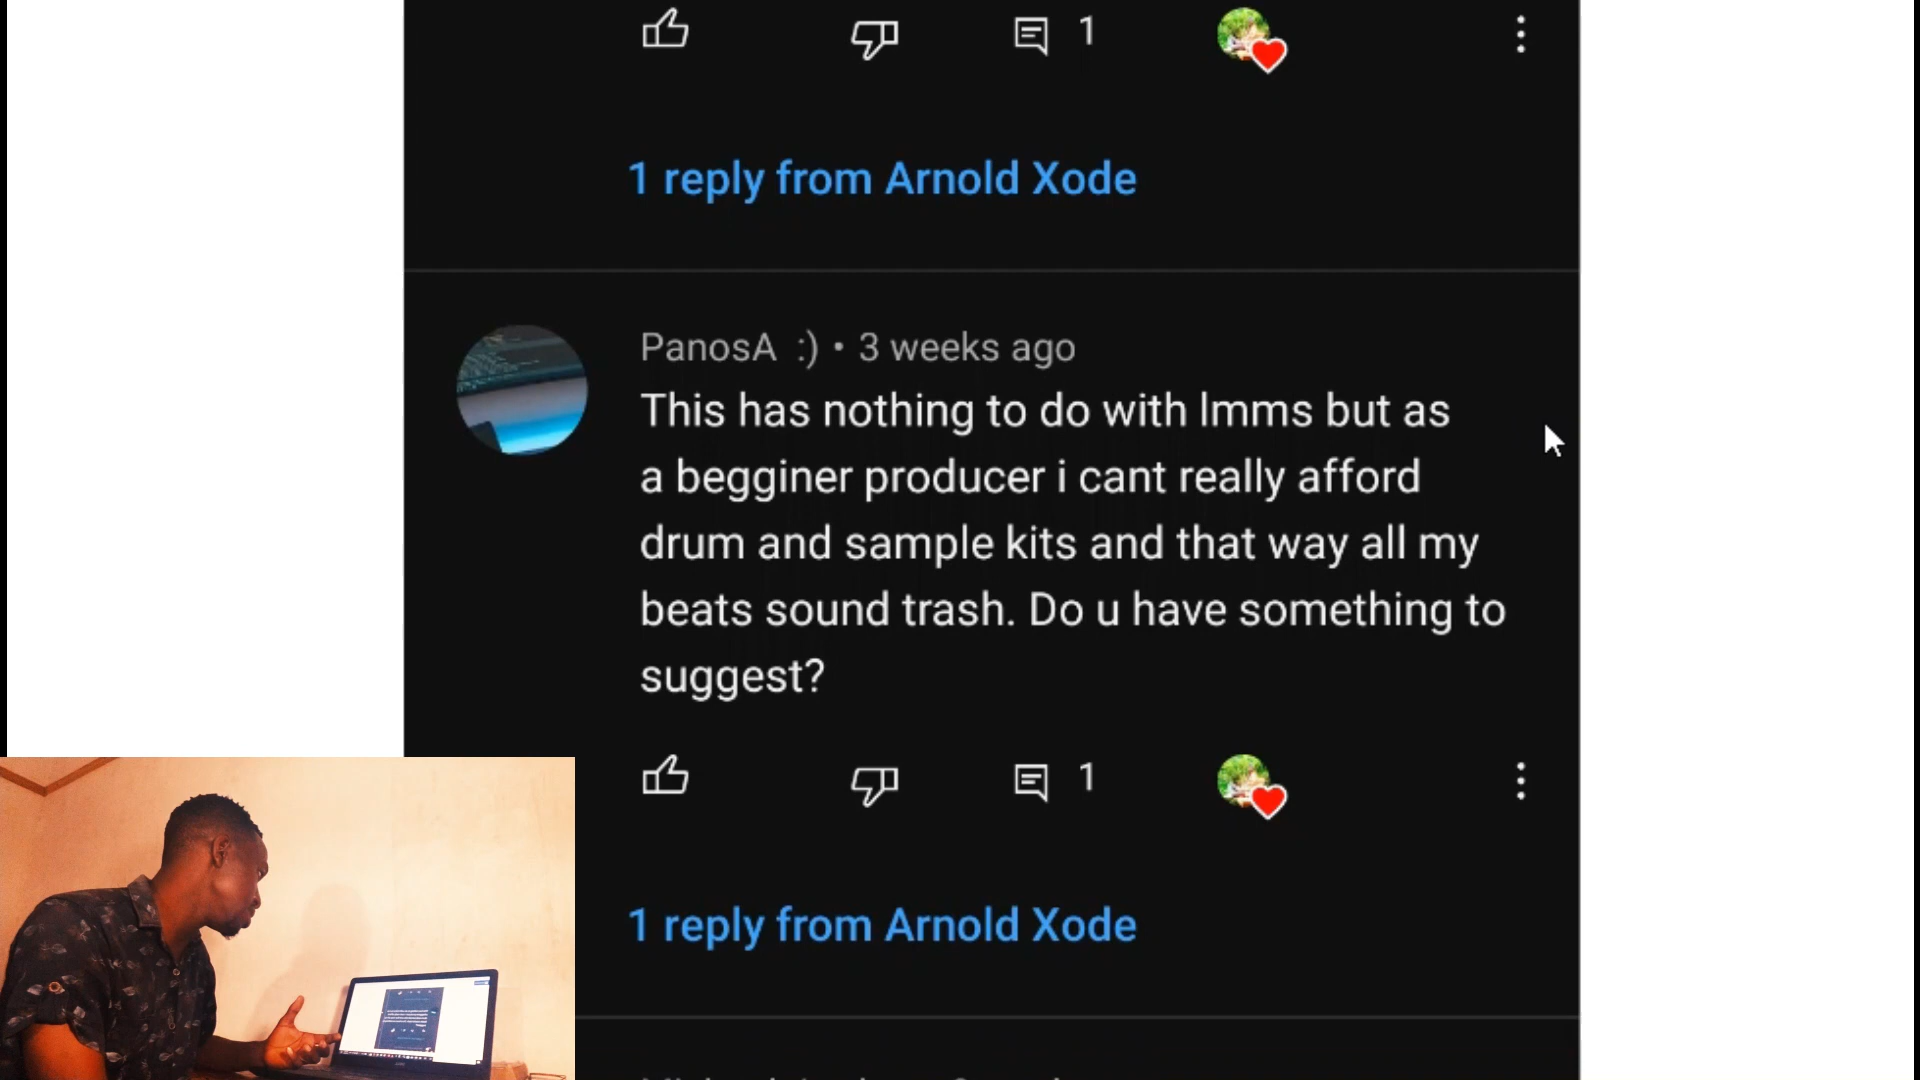 1
1 reply from Arnold Xode
PanosA :) • 3 weeks ago
This has nothing to do with lmms but as
a begginer producer i cant really afford
drum and sample kits and that way all my
beats sound trash. Do u have something to
suggest?
1
1 reply from Arnold Xode